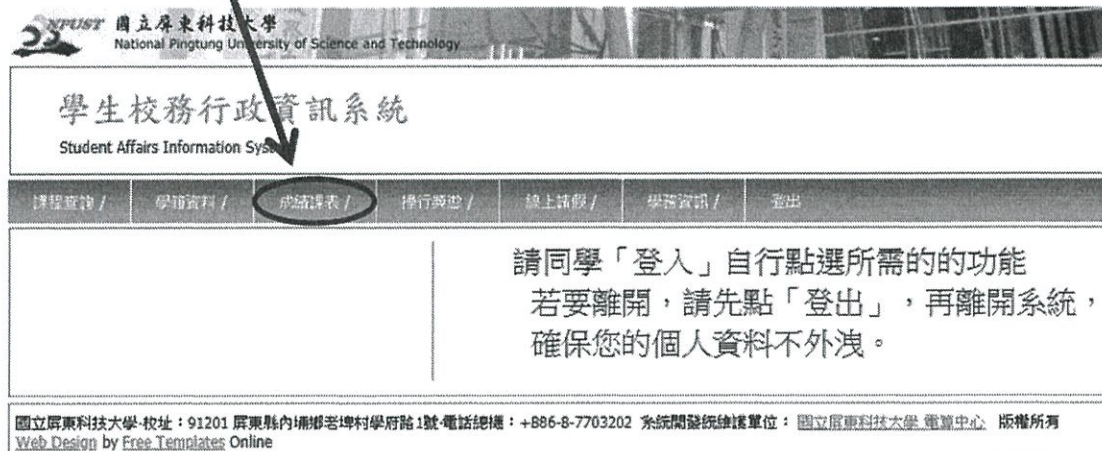 NPUST 國立屏東科技大學
National Pingtung University of Science and Technology
學生校務行政資訊系統
Student Affairs Information System
課程查詢 / 學籍資料 / 成績課表 / 操行獎懲 / 線上請假 / 學務資訊 / 登出
請同學「登入」自行點選所需的的功能
若要離開，請先點「登出」，再離開系統，
確保您的個人資料不外洩。
國立屏東科技大學-校址：91201 屏東縣內埔鄉老埤村學府路1號-電話總機：+886-8-7703202 系統開發維護單位： 國立屏東科技大學 電算中心 版權所有
Web Design by Free Templates Online